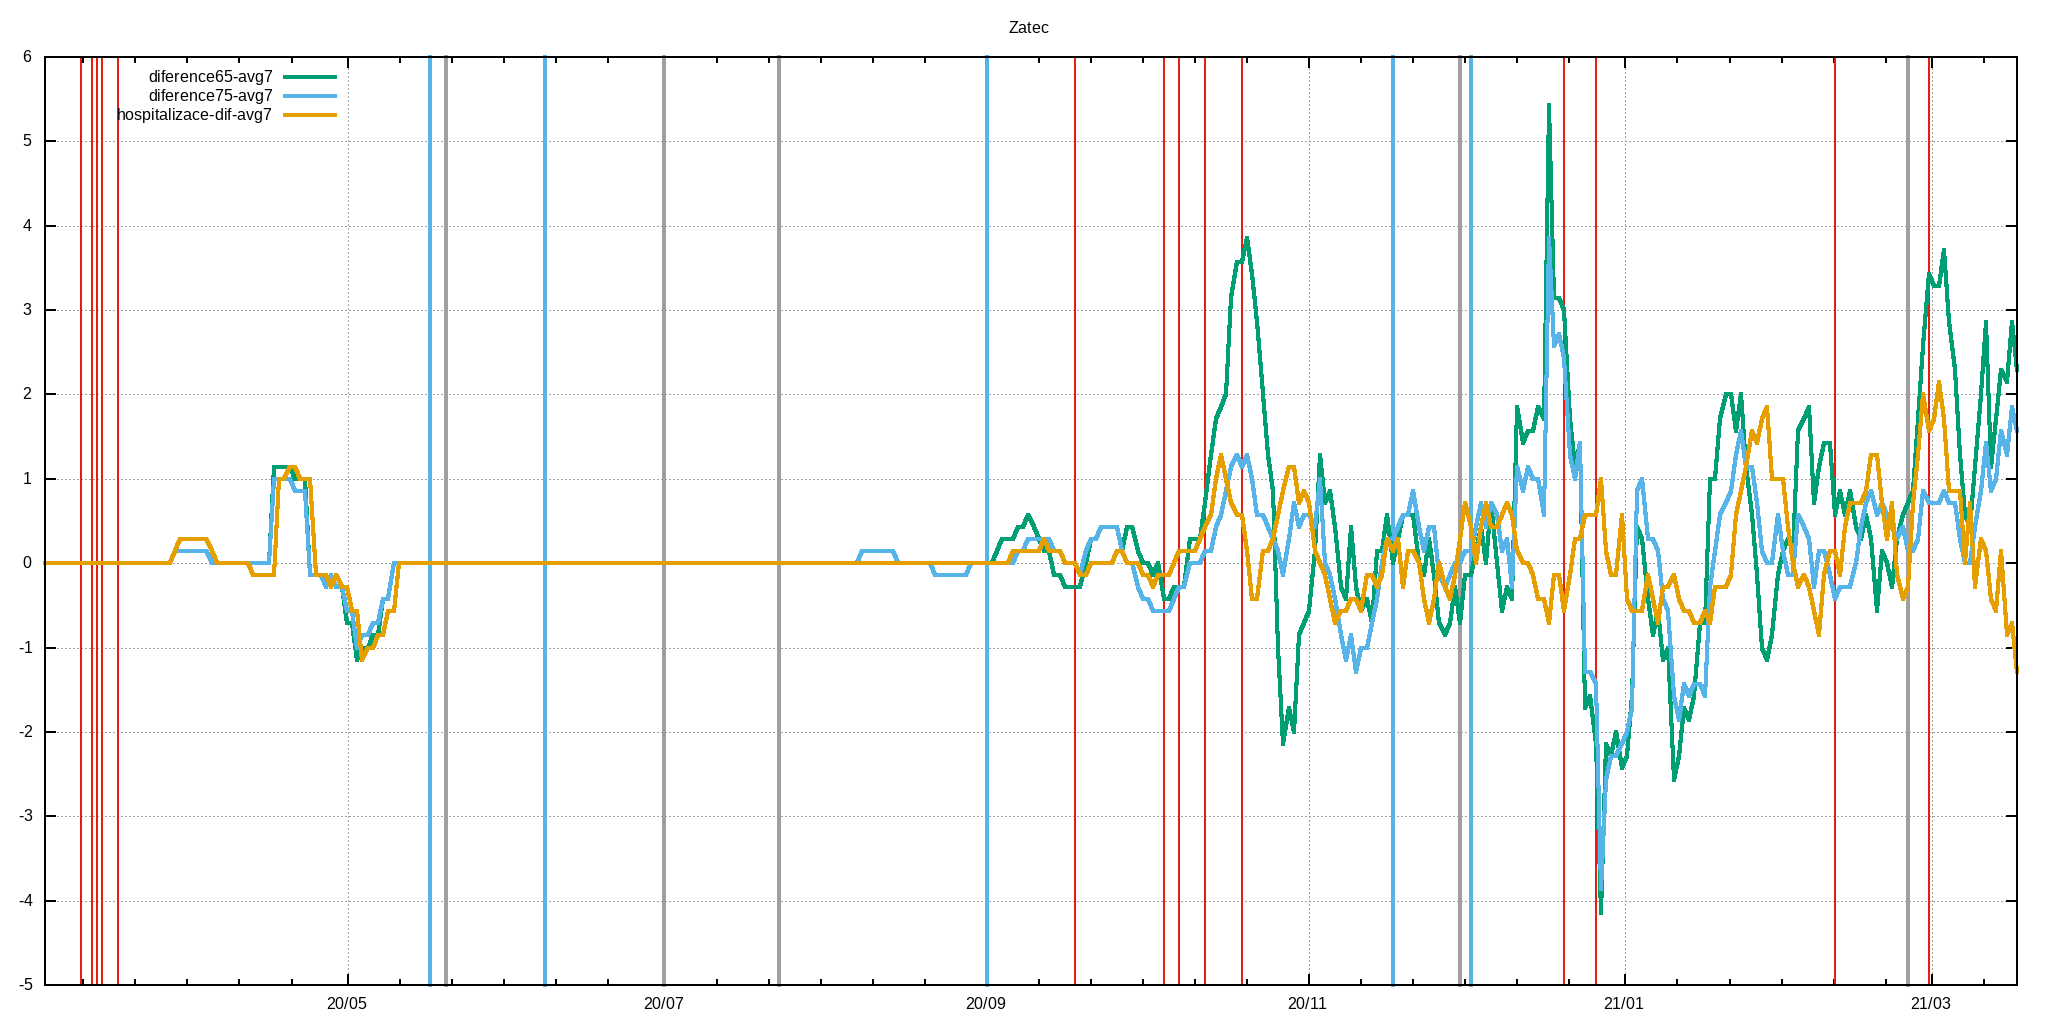 Zatec
6
diference65-avg7
diference75-avg7
hospitalizace-dif-avg7
5
4
3
2
1
0
-1
-2
-3
-4
-5
20/05 20/07 20/09 20/11 21/01 21/03